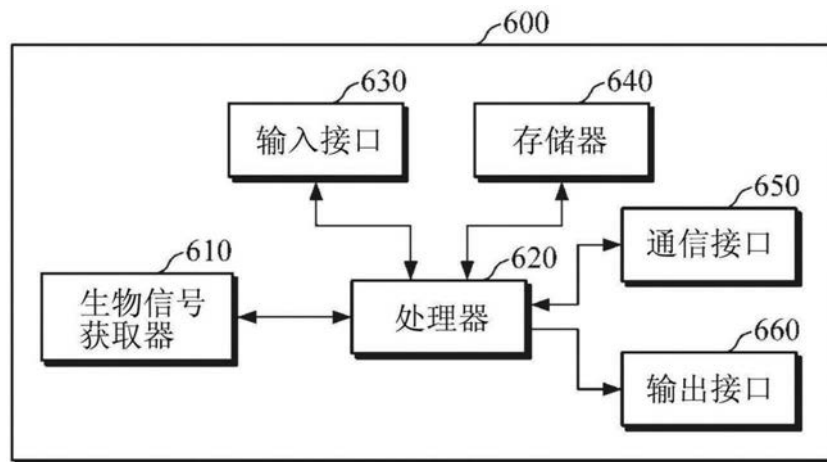 600
630
输入接口
640
存储器
650
通信接口
610
生物信号
获取器
620
处理器
660
输出接口